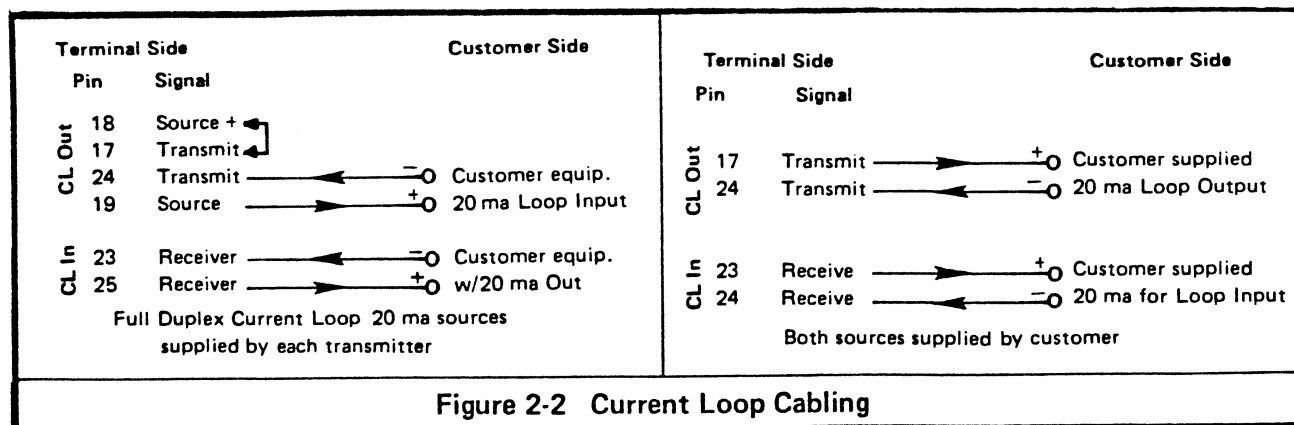 Terminal Side Customer Side
Pin Signal
CL Out
18 Source +
17 Transmit
24 Transmit − Customer equip.
19 Source + 20 ma Loop Input
CL In
23 Receiver − Customer equip.
25 Receiver + w/20 ma Out
Full Duplex Current Loop 20 ma sources
supplied by each transmitter
Terminal Side Customer Side
Pin Signal
CL Out
17 Transmit + Customer supplied
24 Transmit − 20 ma Loop Output
CL In
23 Receive + Customer supplied
24 Receive − 20 ma for Loop Input
Both sources supplied by customer
Figure 2-2 Current Loop Cabling